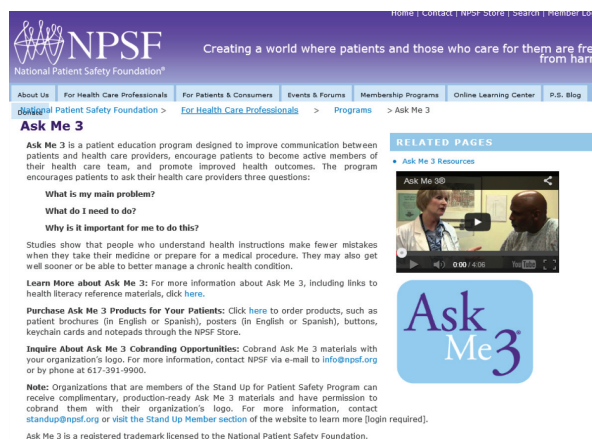 Home | Contact | NPSF Store | Search | Member Lo
NPSF
National Patient Safety Foundation®
Creating a world where patients and those who care for them are fre
from harm
About Us For Health Care Professionals For Patients & Consumers Events & Forums Membership Programs Online Learning Center P.S. Blog
Donate
National Patient Safety Foundation > For Health Care Professionals > Programs > Ask Me 3
Ask Me 3
Ask Me 3 is a patient education program designed to improve communication between
patients and health care providers, encourage patients to become active members of
their health care team, and promote improved health outcomes. The program
encourages patients to ask their health care providers three questions:
What is my main problem?
What do I need to do?
Why is it important for me to do this?
Studies show that people who understand health instructions make fewer mistakes
when they take their medicine or prepare for a medical procedure. They may also get
well sooner or be able to better manage a chronic health condition.
Learn More about Ask Me 3: For more information about Ask Me 3, including links to
health literacy reference materials, click here.
Purchase Ask Me 3 Products for Your Patients: Click here to order products, such as
patient brochures (in English or Spanish), posters (in English or Spanish), buttons,
keychain cards and notepads through the NPSF Store.
Inquire About Ask Me 3 Cobranding Opportunities: Cobrand Ask Me 3 materials with
your organization's logo. For more information, contact NPSF via e-mail to info@npsf.org
or by phone at 617-391-9900.
Note: Organizations that are members of the Stand Up for Patient Safety Program can
receive complimentary, production-ready Ask Me 3 materials and have permission to
cobrand them with their organization's logo. For more information, contact
standup@npsf.org or visit the Stand Up Member section of the website to learn more [login required].
Ask Me 3 is a registered trademark licensed to the National Patient Safety Foundation.
RELATED PAGES
Ask Me 3 Resources
Ask Me 3®
0:00 / 4:06 YouTube
Ask
Me 3®